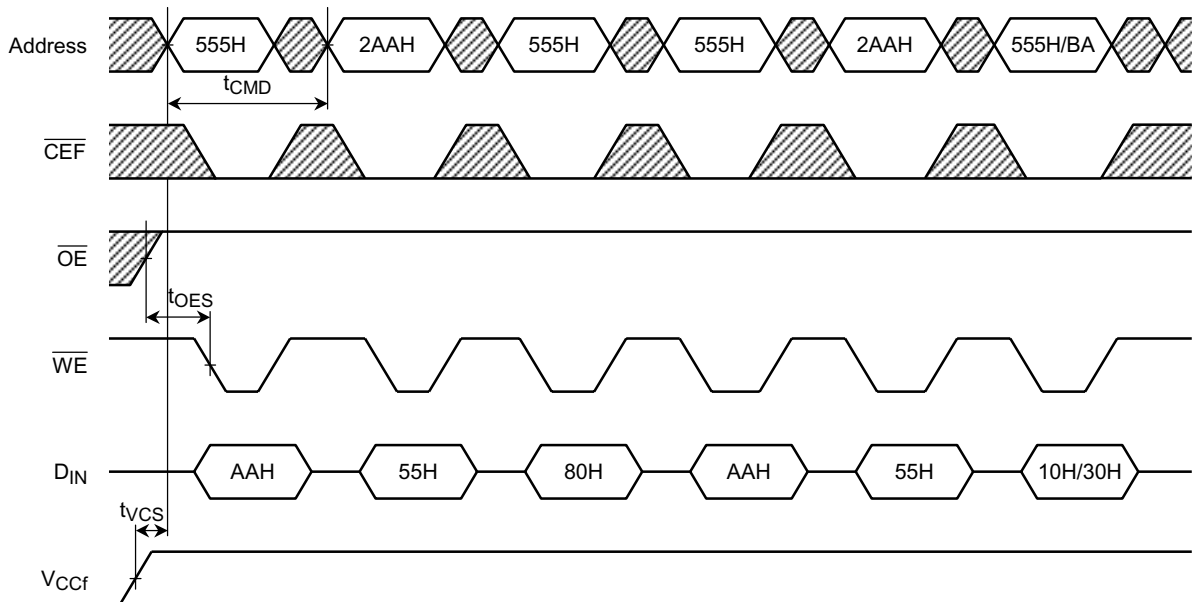 Address 555H 2AAH 555H 555H 2AAH 555H/BA
tCMD
CEF
OE
tOES
WE
DIN AAH 55H 80H AAH 55H 10H/30H
tVCS
VCCf